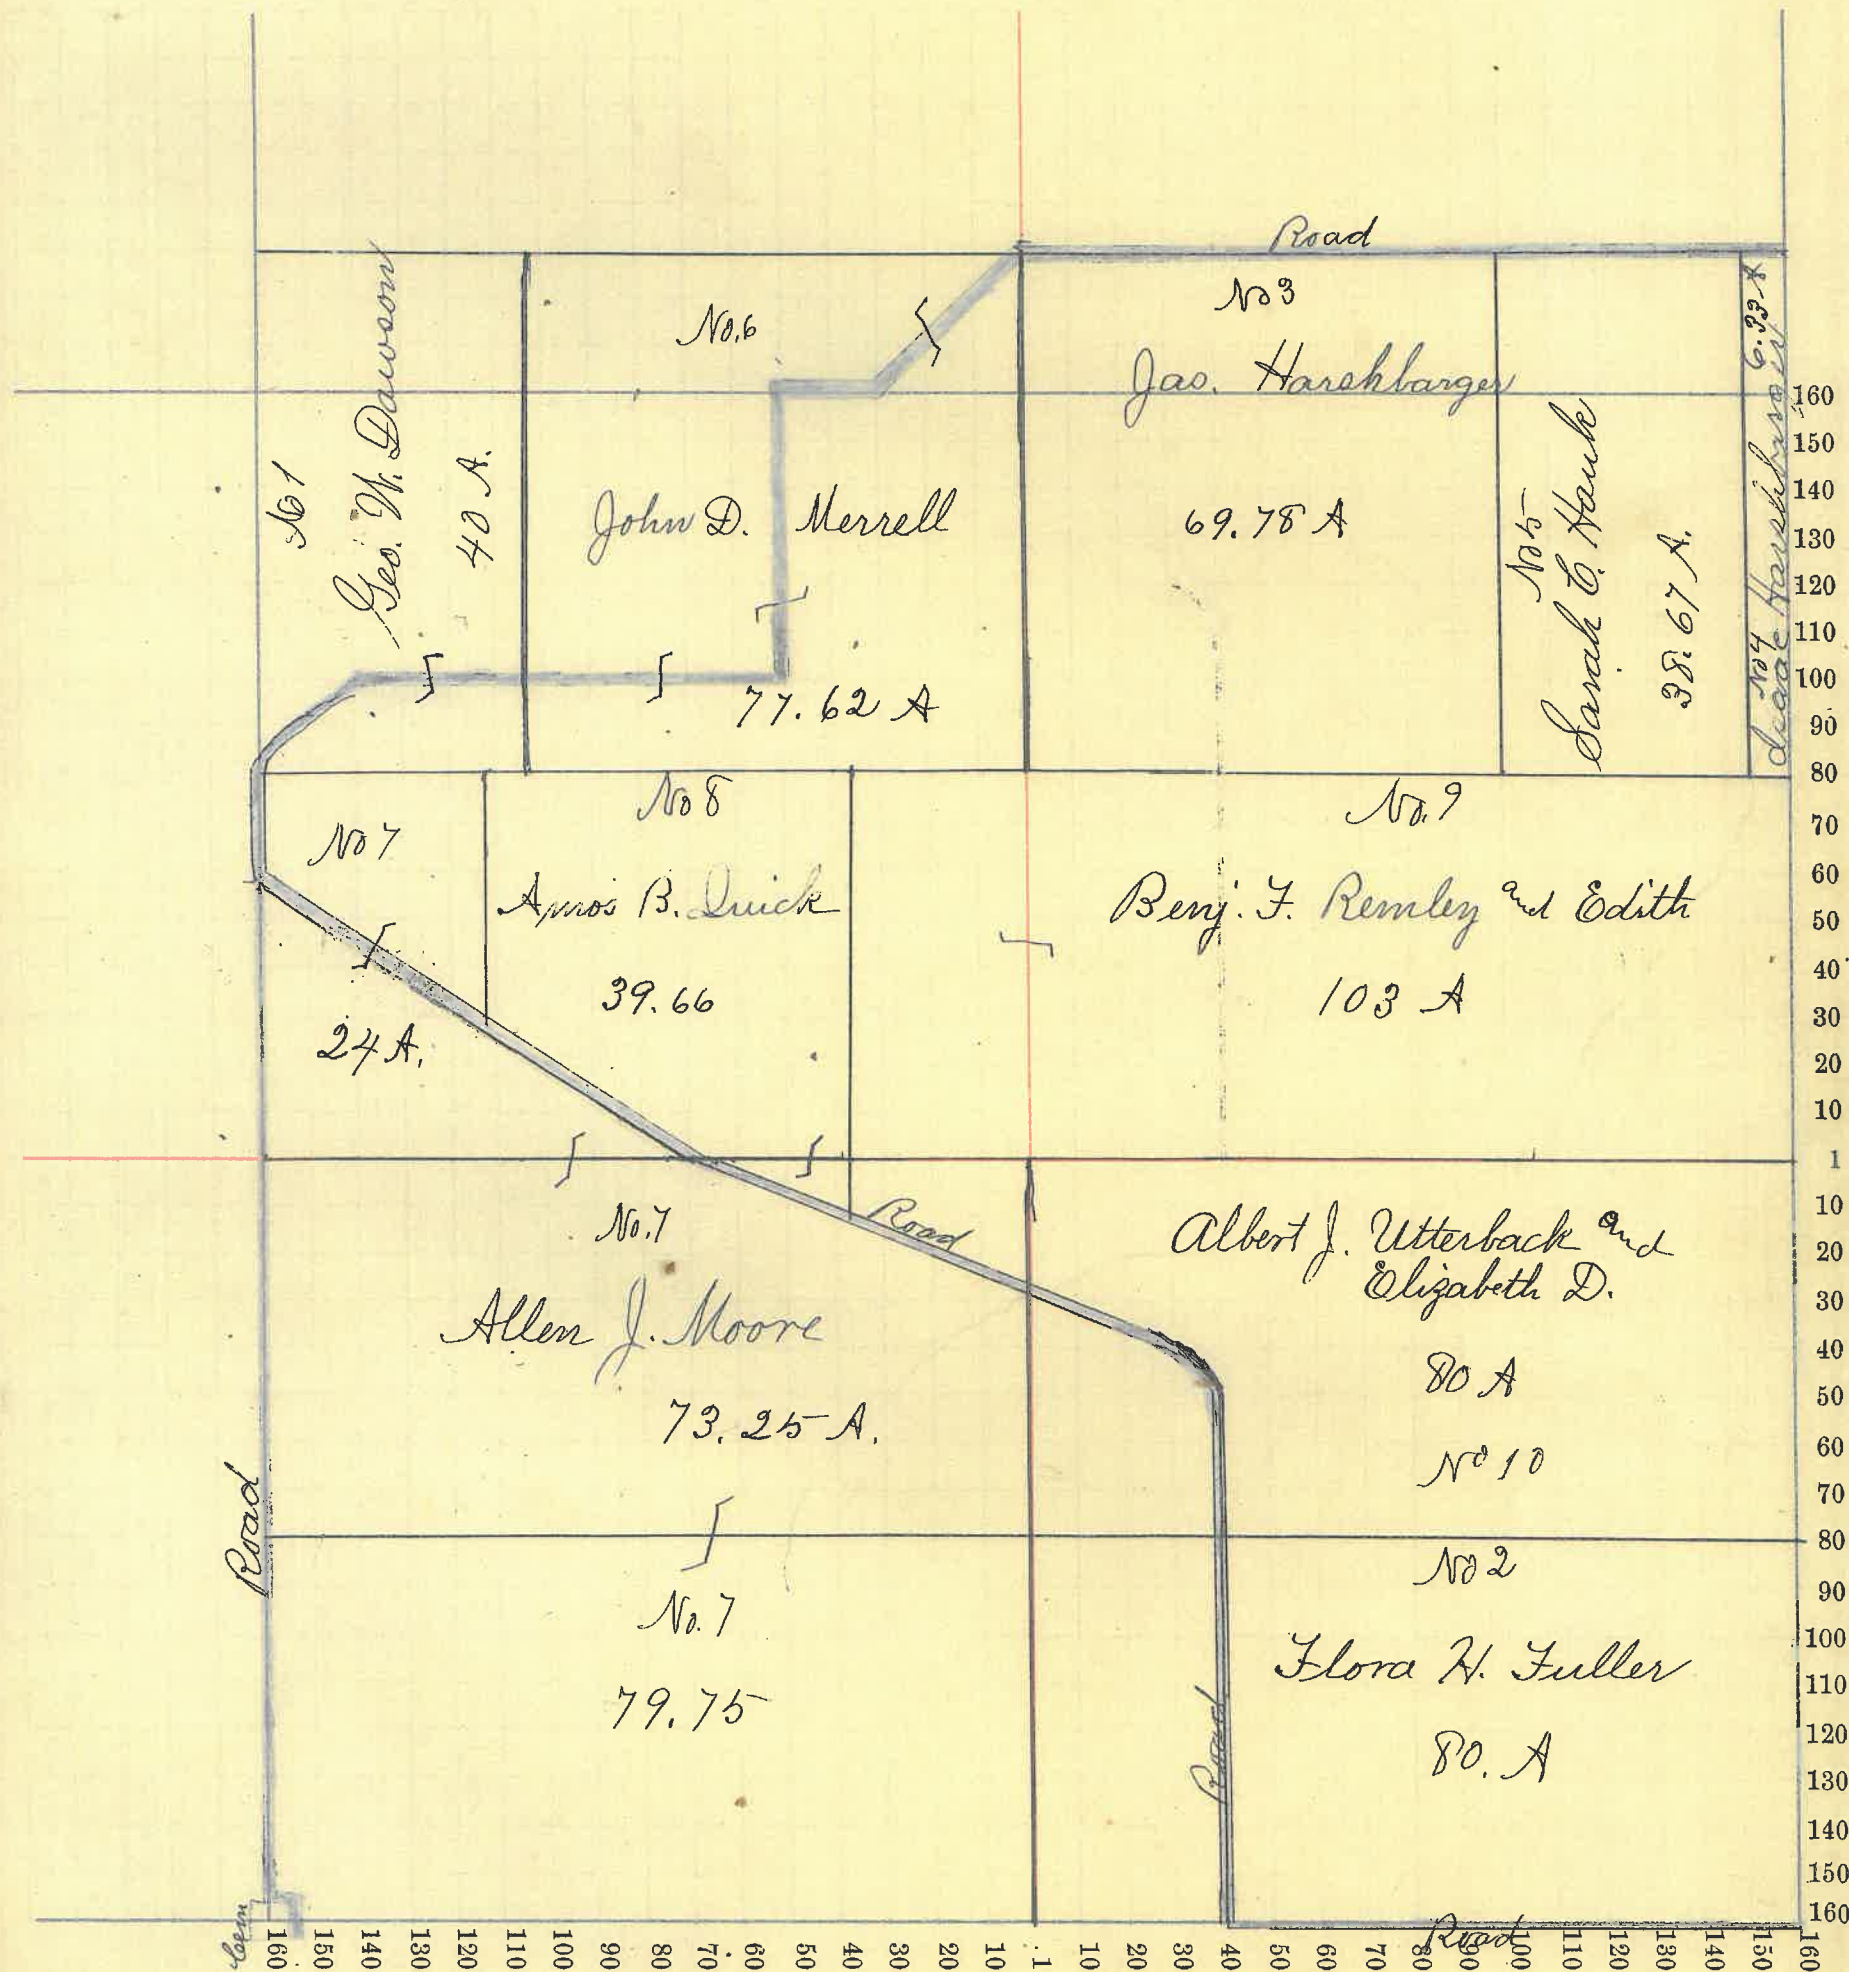 Road
No 1
Geo. W. Dawson
40 A.
No. 6
John D. Merrell
77.62 A
No 3
Jas. Harshbarger
69.78 A
No 5
Sarah C. Hauk
38.67 A.
No 4
Isaac Harshbarger
6.33 A
No 7
24 A.
No 8
Amos B. Quick
39.66
No. 9
Benj. F. Remley and Edith
103 A
No. 7
Allen J. Moore
73.25 A.
Road
Albert J. Utterback and
Elizabeth D.
80 A
No 10
Road
No. 7
79.75
Road
No 2
Flora H. Fuller
80. A
Road
160
150
140
130
120
110
100
90
80
70
60
50
40
30
20
10
1
10
20
30
40
50
60
70
80
90
100
110
120
130
140
150
160
160 150 140 130 120 110 100 90 80 70 60 50 40 30 20 10 .1 10 20 30 40 50 60 70 80 90 100 110 120 130 140 150 160